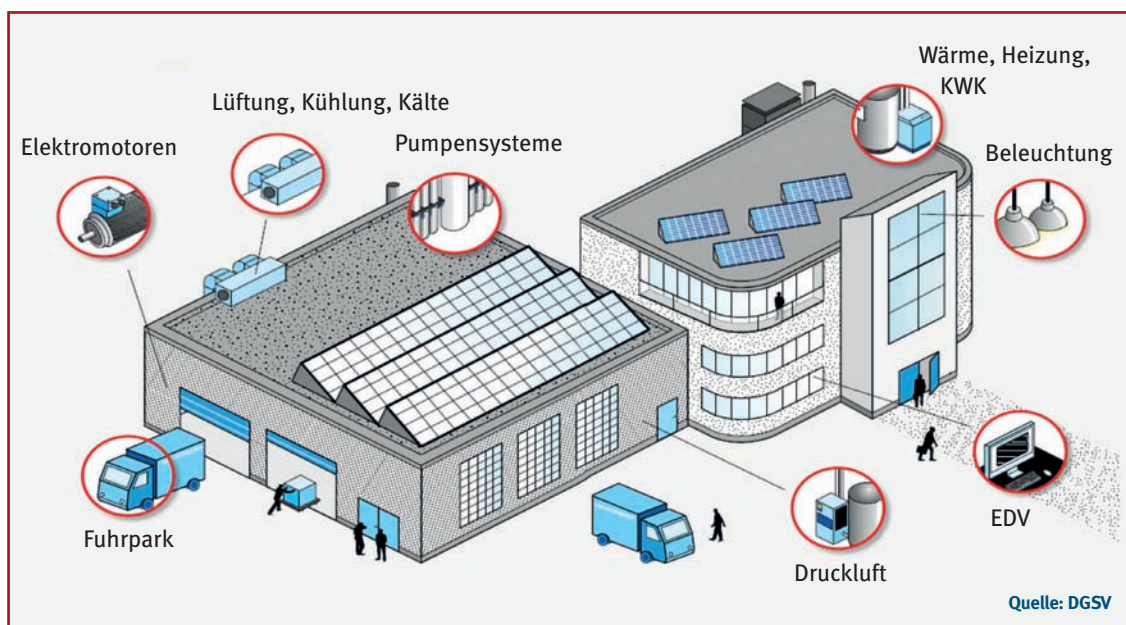 Wärme, Heizung,
KWK
Lüftung, Kühlung, Kälte
Elektromotoren
Pumpensysteme
Beleuchtung
Fuhrpark
EDV
Druckluft
Quelle: DGSV